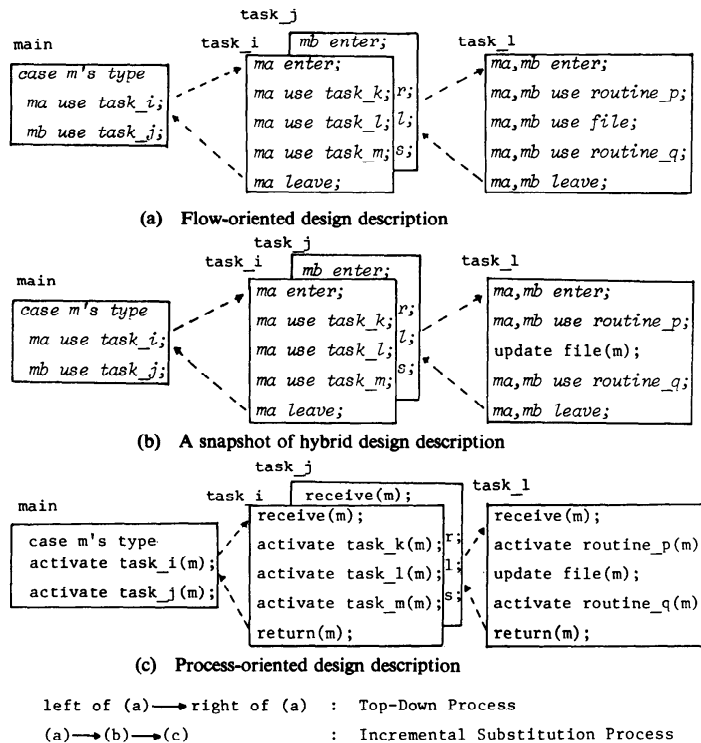 task_j
main
task_i
task_l
mb enter;
case m's type
ma use task_i;
mb use task_j;
ma enter;
ma use task_k;
ma use task_l;
ma use task_m;
ma leave;
r;
l;
s;
ma,mb enter;
ma,mb use routine_p;
ma,mb use file;
ma,mb use routine_q;
ma,mb leave;
(a) Flow-oriented design description
task_j
main
task_i
task_l
mb enter;
case m's type
ma use task_i;
mb use task_j;
ma enter;
ma use task_k;
ma use task_l;
ma use task_m;
ma leave;
r;
l;
s;
ma,mb enter;
ma,mb use routine_p;
update file(m);
ma,mb use routine_q;
ma,mb leave;
(b) A snapshot of hybrid design description
task_j
main
task_i
task_l
receive(m);
case m's type
activate task_i(m);
activate task_j(m);
receive(m);
activate task_k(m);
activate task_l(m);
activate task_m(m);
return(m);
r;
l;
s;
receive(m);
activate routine_p(m)
update file(m);
activate routine_q(m)
return(m);
(c) Process-oriented design description
left of (a)→right of (a) : Top-Down Process
(a)→(b)→(c) : Incremental Substitution Process